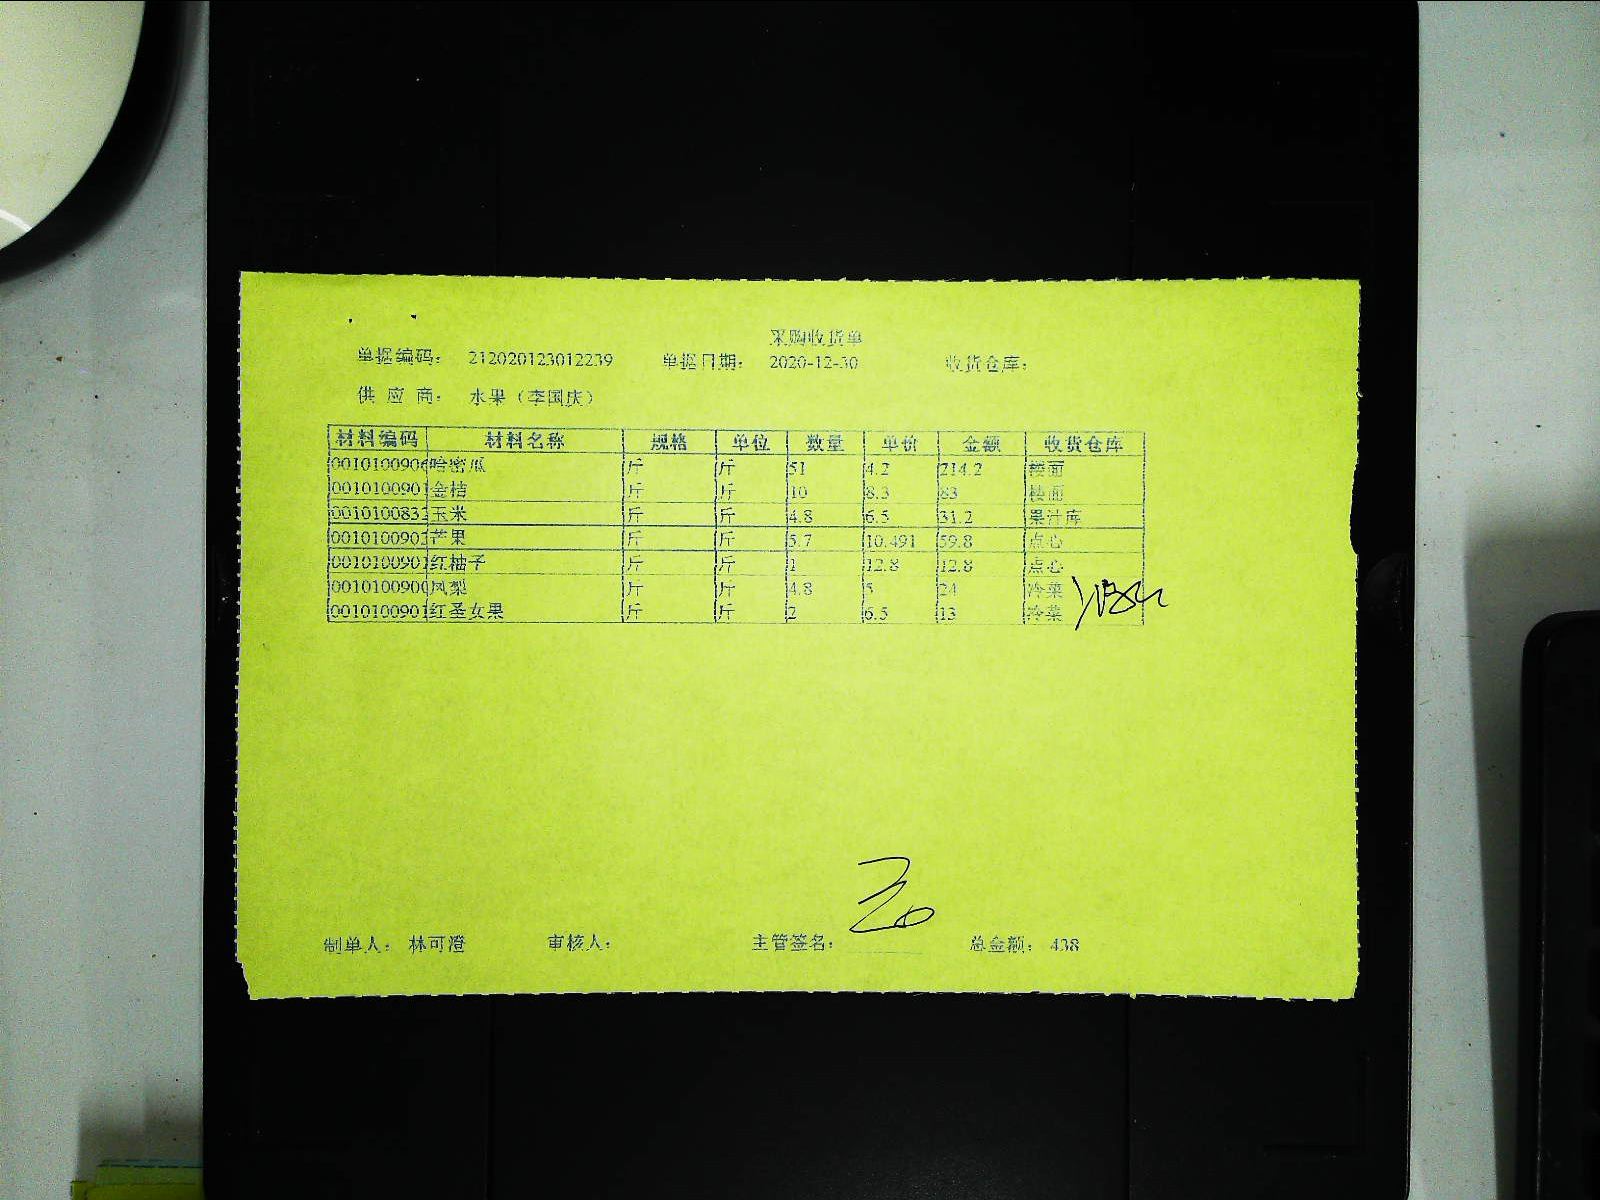 采购收货单
单据编码： 212020123012239 单据日期： 2020-12-30 收货仓库：
供 应 商： 水果（李国庆）
材料编码 材料名称 规格 单位 数量 单价 金额 收货仓库
0010100906 哈密瓜 斤 斤 51 4.2 214.2 楼面
0010100901 金桔 斤 斤 10 8.3 83 楼面
0010100832 玉米 斤 斤 4.8 6.5 31.2 果汁库
0010100902 芒果 斤 斤 5.7 10.491 59.8 点心
0010100901 红柚子 斤 斤 1 12.8 12.8 点心
0010100900 凤梨 斤 斤 4.8 5 24 冷菜
0010100901 红圣女果 斤 斤 2 6.5 13 冷菜
制单人： 林可澄 审核人： 主管签名： 总金额： 438